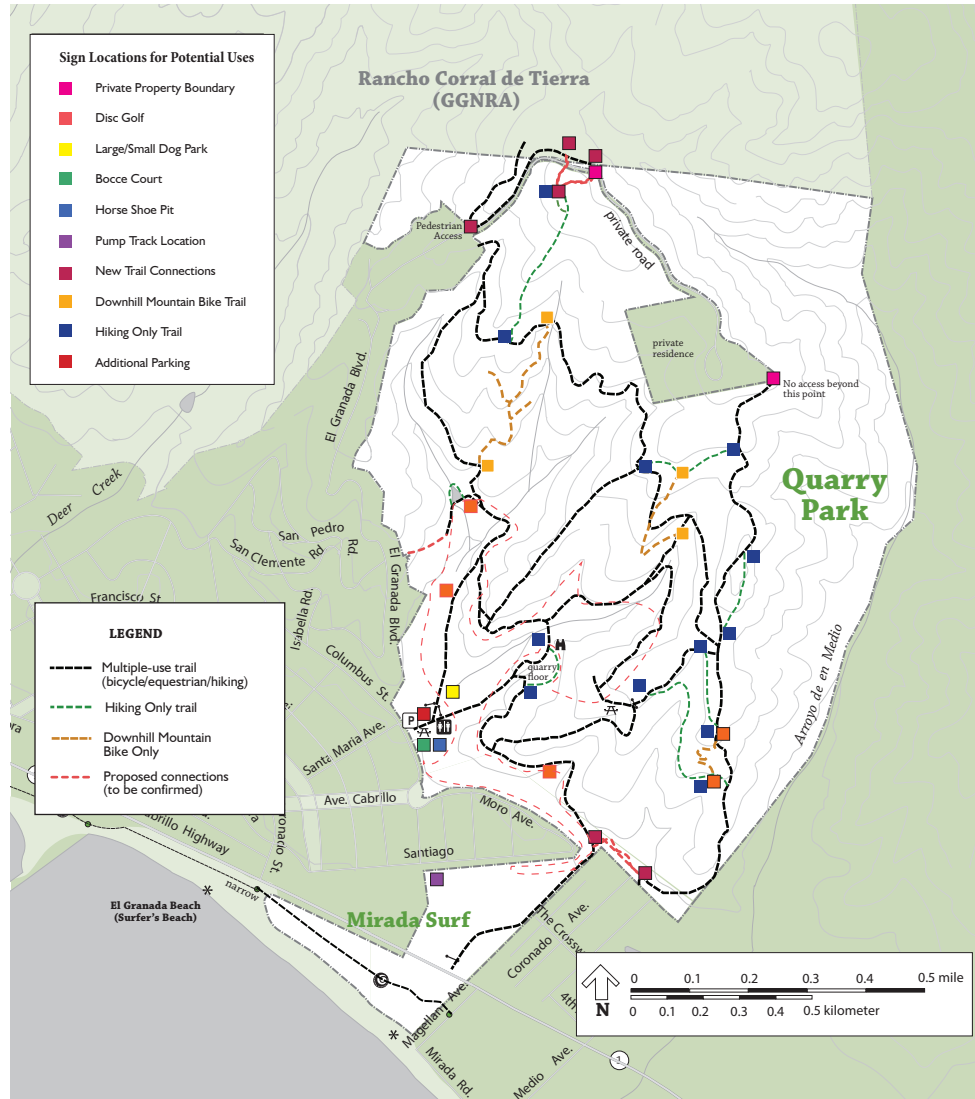 Sign Locations for Potential Uses
Private Property Boundary
Disc Golf
Large/Small Dog Park
Bocce Court
Horse Shoe Pit
Pump Track Location
New Trail Connections
Downhill Mountain Bike Trail
Hiking Only Trail
Additional Parking
Rancho Corral de Tierra
(GGNRA)
Pedestrian
Access
private road
private
residence
No access beyond
this point
El Granada Blvd.
Quarry
Park
Deer Creek
San Pedro
Rd.
San Clemente Rd
El Granada Blvd.
Francisco St.
Isabella Rd.
Columbus St.
quarry
floor
Arroyo de en Medio
Santa Maria Ave.
P
LEGEND
Multiple-use trail
(bicycle/equestrian/hiking)
Hiking Only trail
Downhill Mountain
Bike Only
Proposed connections
(to be confirmed)
Ave. Cabrillo
Moro Ave.
Santiago
brillo Highway
ronado St.
narrow
El Granada Beach
(Surfer's Beach)
Mirada Surf
The Crossw
Coronado Ave.
4th
Magellan Ave.
Mirada Rd.
Medio Ave.
1
N
0 0.1 0.2 0.3 0.4 0.5 mile
0 0.1 0.2 0.3 0.4 0.5 kilometer